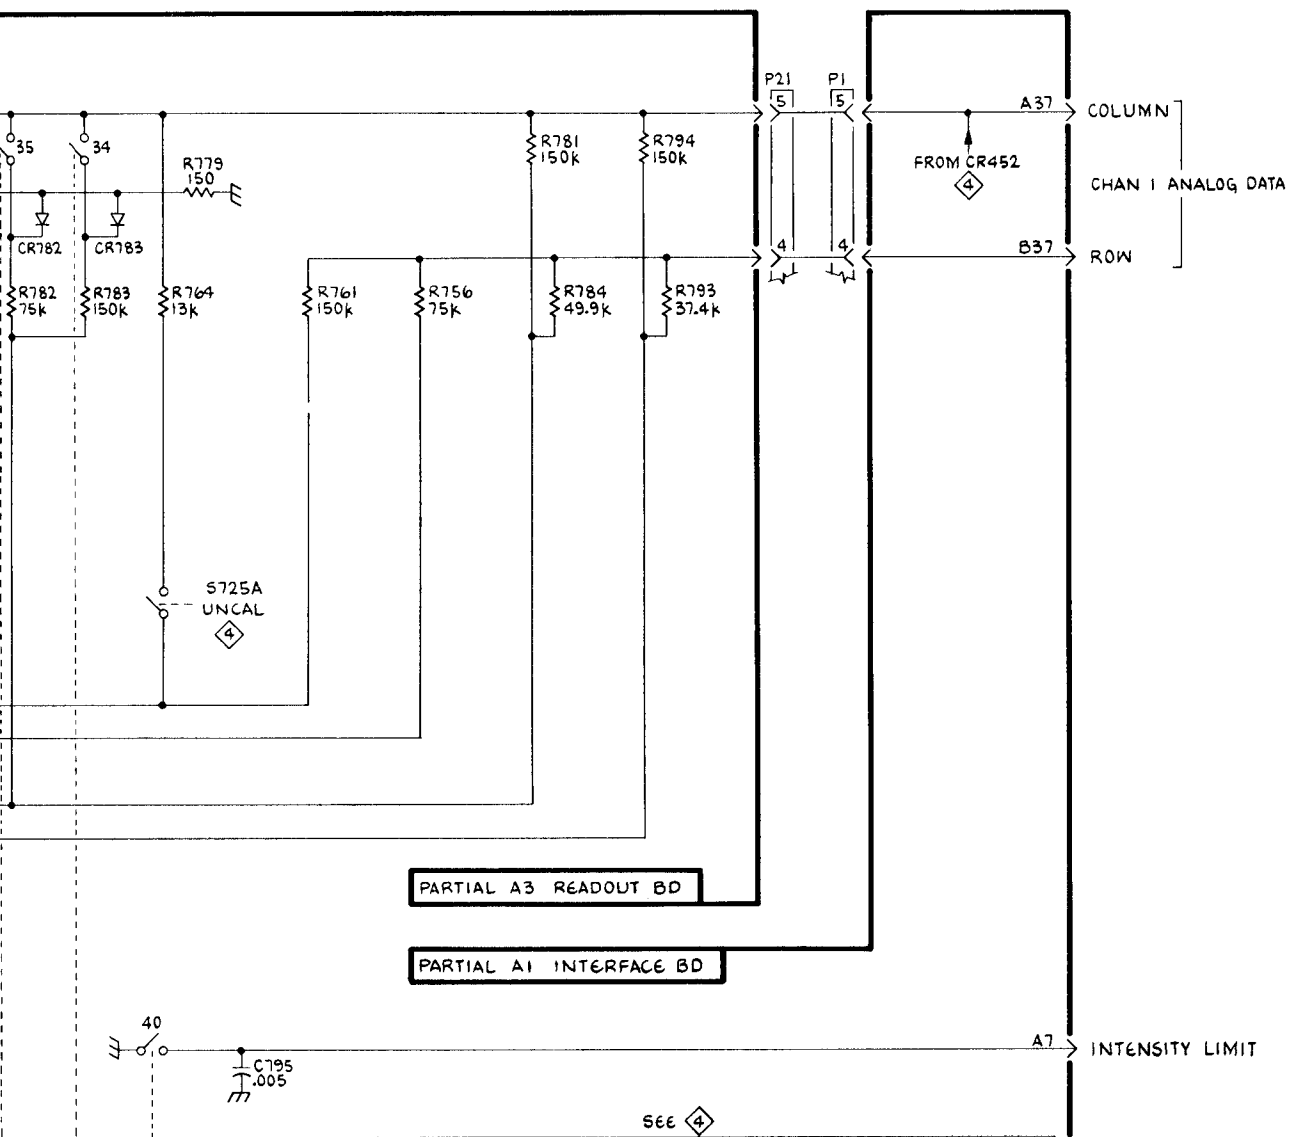 P21 P1
5 5
A37 COLUMN
35 34
R781
150k
R794
150k
R779
150
FROM CR452
4
CHAN 1 ANALOG DATA
CR782 CR783
4 4
B37 ROW
R782
75k
R783
150k
R764
13k
R761
150k
R756
75k
R784
49.9k
R793
37.4k
S725A
UNCAL
4
PARTIAL A3 READOUT BD
PARTIAL A1 INTERFACE BD
40
A7 INTENSITY LIMIT
C795
.005
SEE 4